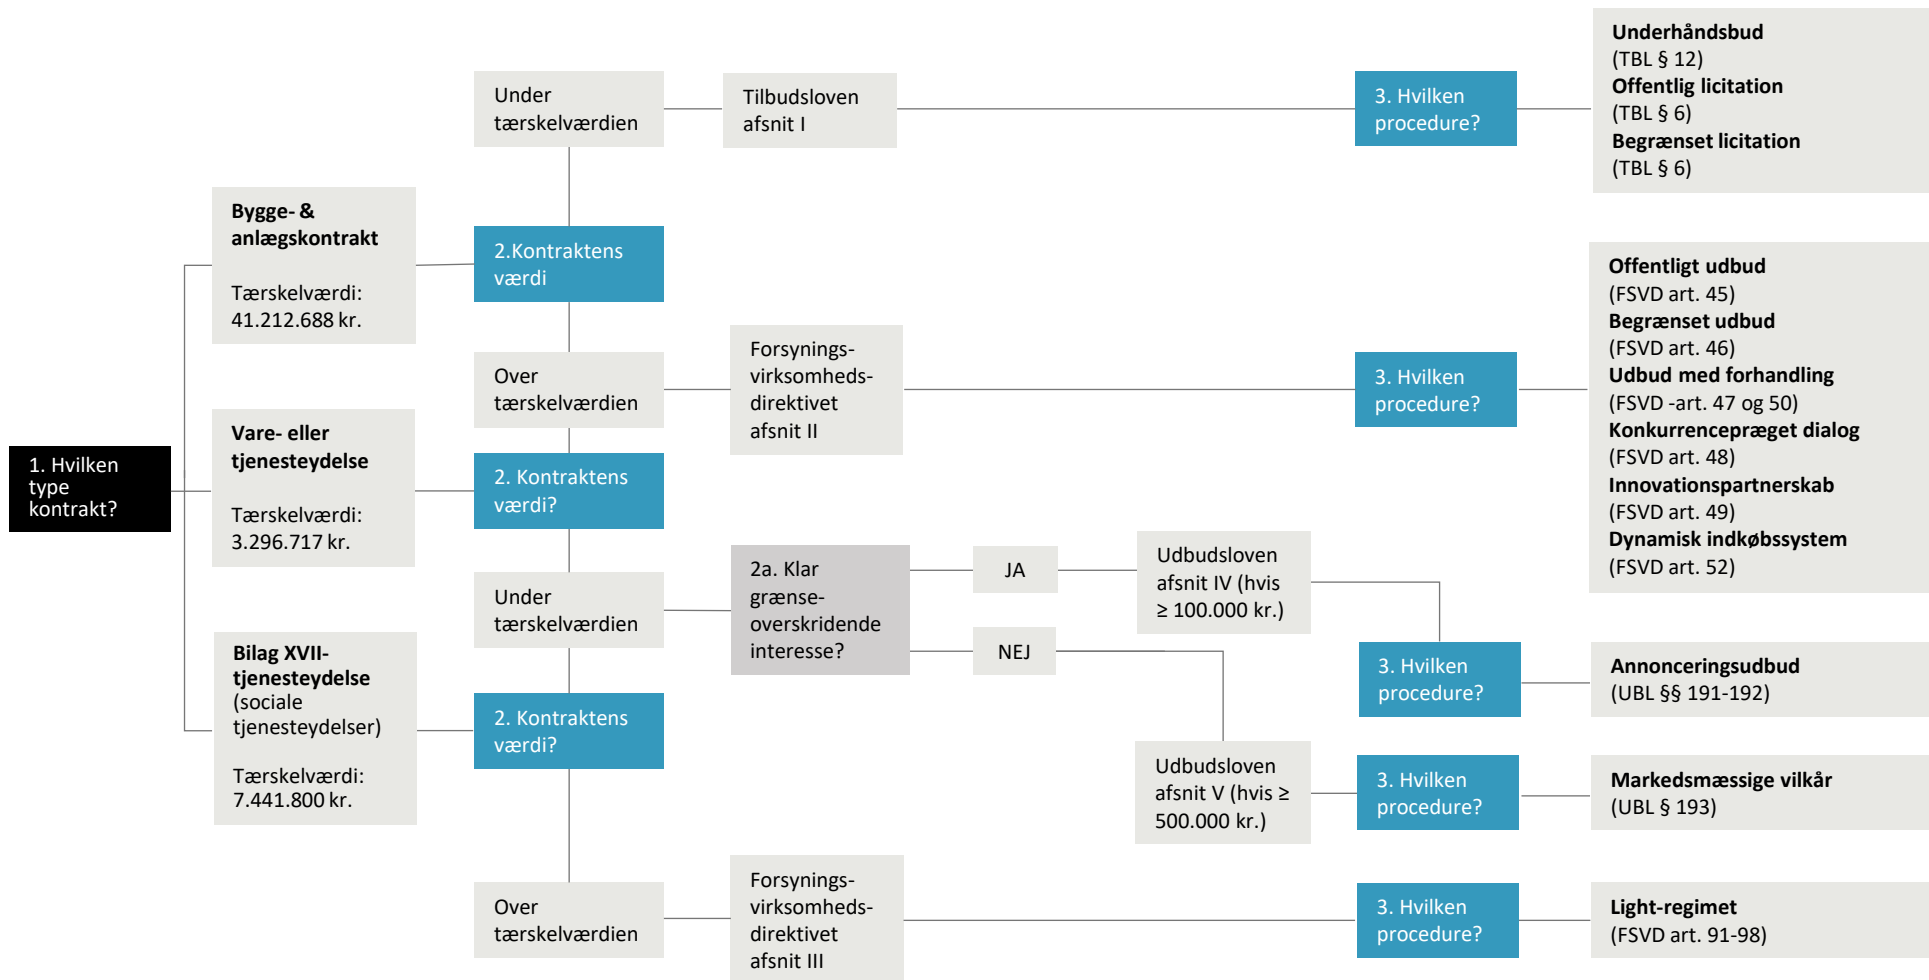 1. Hvilken
type
kontrakt?
Bygge- &
anlægskontrakt
Tærskelværdi:
41.212.688 kr.
Vare- eller
tjenesteydelse
Tærskelværdi:
3.296.717 kr.
Bilag XVII-
tjenesteydelse
(sociale
tjenesteydelser)
Tærskelværdi:
7.441.800 kr.
Under
tærskelværdien
2.Kontraktens
værdi
Over
tærskelværdien
2. Kontraktens
værdi?
Under
tærskelværdien
2. Kontraktens
værdi?
Over
tærskelværdien
Tilbudsloven
afsnit I
Forsynings-
virksomheds-
direktivet
afsnit II
2a. Klar
grænse-
overskridende
interesse?
JA
NEJ
Udbudsloven
afsnit IV (hvis
≥ 100.000 kr.)
Udbudsloven
afsnit V (hvis ≥
500.000 kr.)
Forsynings-
virksomheds-
direktivet
afsnit III
3. Hvilken
procedure?
3. Hvilken
procedure?
3. Hvilken
procedure?
3. Hvilken
procedure?
3. Hvilken
procedure?
Underhåndsbud
(TBL § 12)
Offentlig licitation
(TBL § 6)
Begrænset licitation
(TBL § 6)
Offentligt udbud
(FSVD art. 45)
Begrænset udbud
(FSVD art. 46)
Udbud med forhandling
(FSVD -art. 47 og 50)
Konkurrencepræget dialog
(FSVD art. 48)
Innovationspartnerskab
(FSVD art. 49)
Dynamisk indkøbssystem
(FSVD art. 52)
Annonceringsudbud
(UBL §§ 191-192)
Markedsmæssige vilkår
(UBL § 193)
Light-regimet
(FSVD art. 91-98)